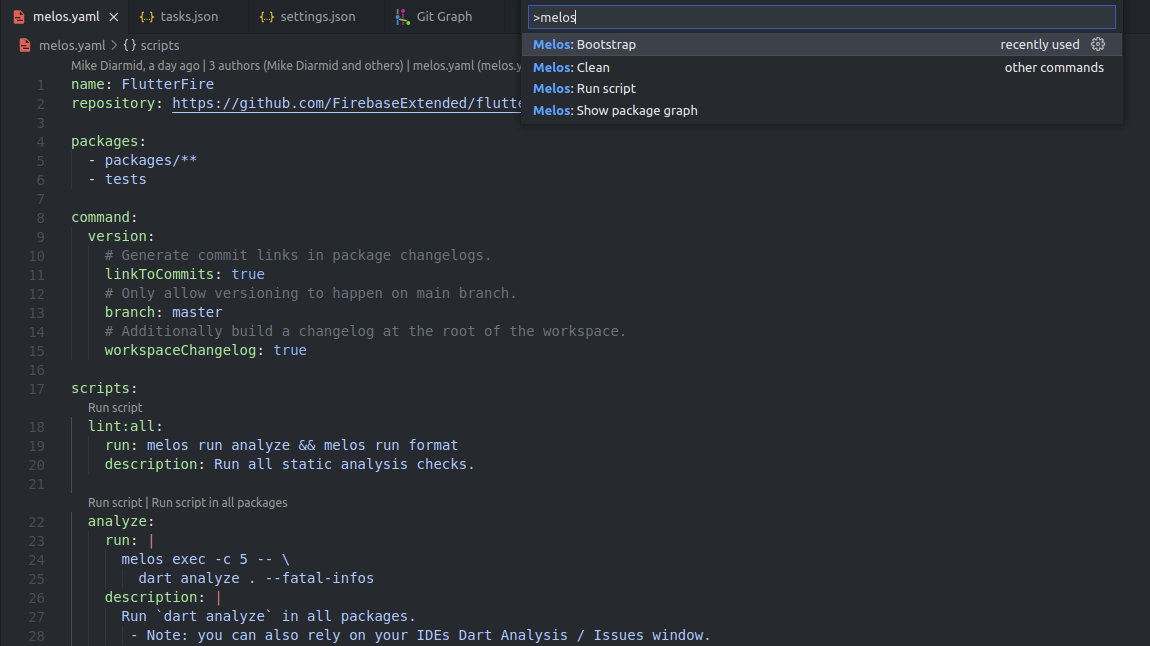 melos.yaml
tasks.json
settings.json
Git Graph
>melos
Melos: Bootstrap recently used
Melos: Clean other commands
Melos: Run script
Melos: Show package graph
melos.yaml > {} scripts
Mike Diarmid, a day ago | 3 authors (Mike Diarmid and others) | melos.yaml (melos.y
1 name: FlutterFire
2 repository: https://github.com/FirebaseExtended/flutte
3
4 packages:
5 - packages/**
6 - tests
7
8 command:
9 version:
10 # Generate commit links in package changelogs.
11 linkToCommits: true
12 # Only allow versioning to happen on main branch.
13 branch: master
14 # Additionally build a changelog at the root of the workspace.
15 workspaceChangelog: true
16
17 scripts:
Run script
18 lint:all:
19 run: melos run analyze && melos run format
20 description: Run all static analysis checks.
21
Run script | Run script in all packages
22 analyze:
23 run: |
24 melos exec -c 5 -- \
25 dart analyze . --fatal-infos
26 description: |
27 Run `dart analyze` in all packages.
28 - Note: you can also rely on your IDEs Dart Analysis / Issues window.